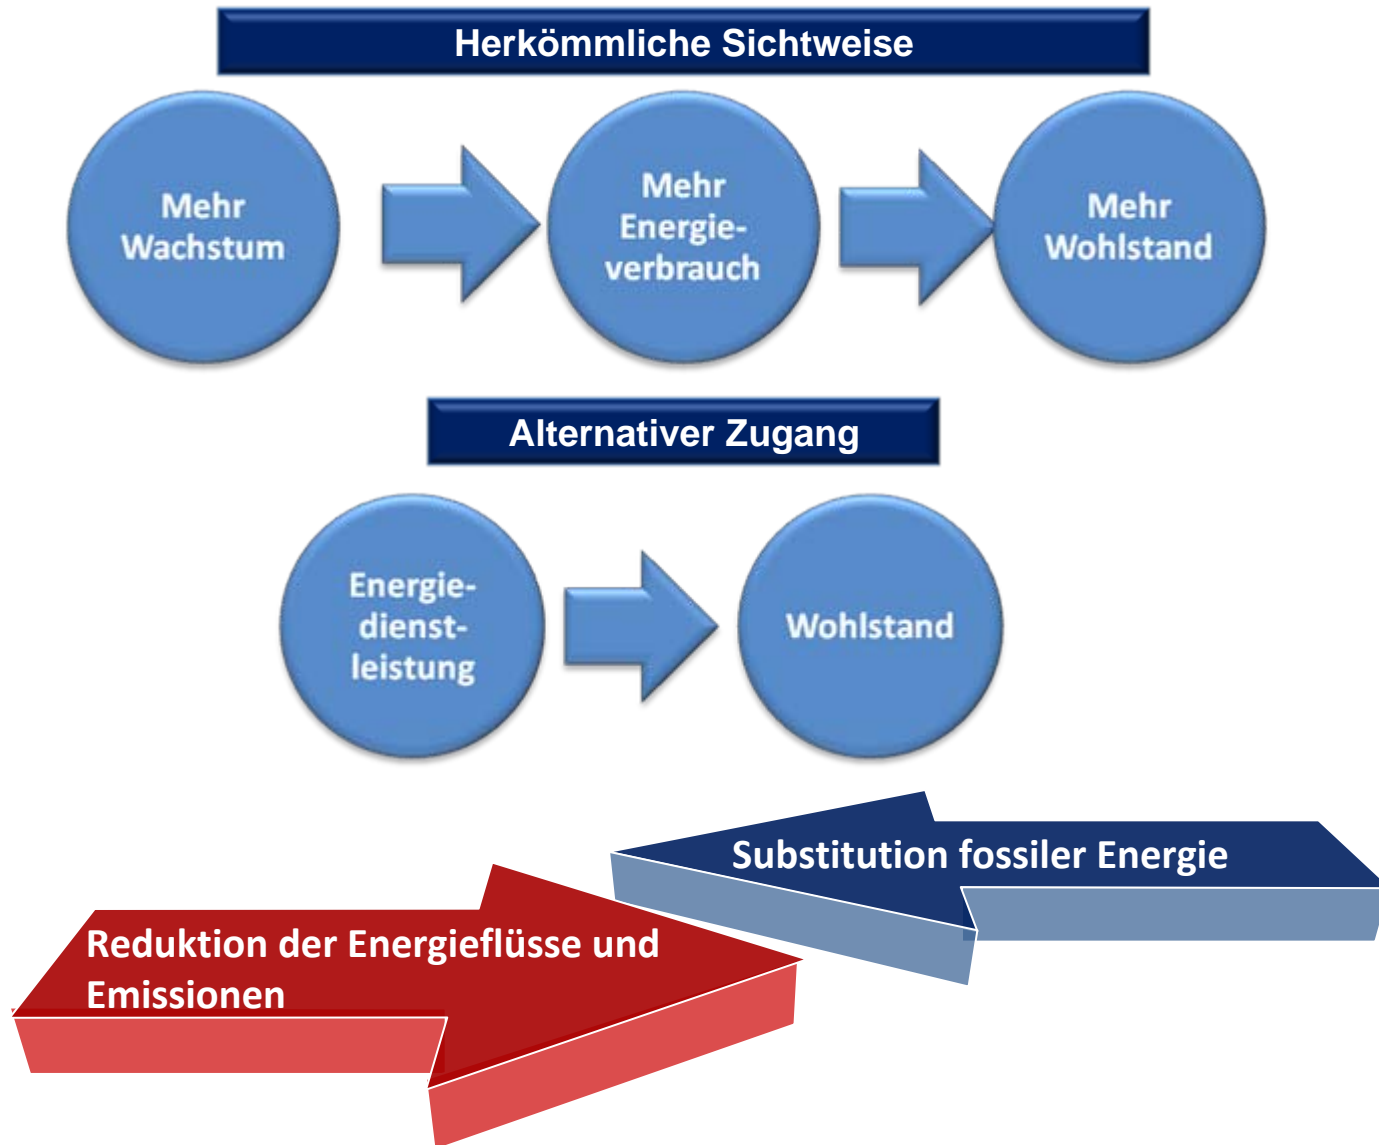 Herkömmliche Sichtweise
Mehr
Wachstum
Mehr
Energie-
verbrauch
Mehr
Wohlstand
Alternativer Zugang
Energie-
dienst-
leistung
Wohlstand
Substitution fossiler Energie
Reduktion der Energieflüsse und
Emissionen